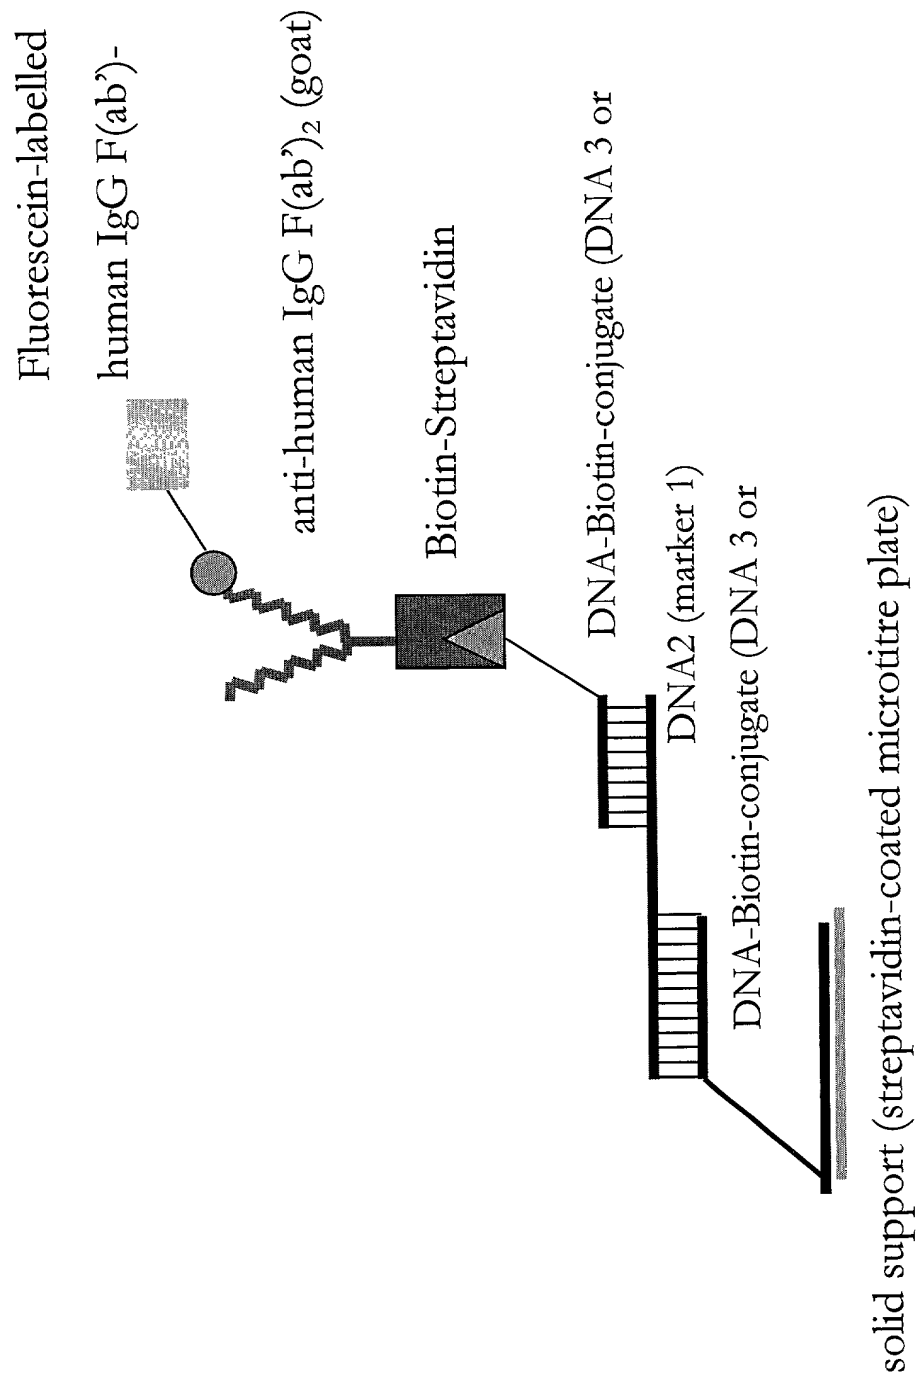 Fluorescein-labelled
human IgG F(ab’)-
anti-human IgG F(ab’)₂ (goat)
Biotin-Streptavidin
DNA-Biotin-conjugate (DNA 3 or
DNA2 (marker 1)
DNA-Biotin-conjugate (DNA 3 or
solid support (streptavidin-coated microtitre plate)